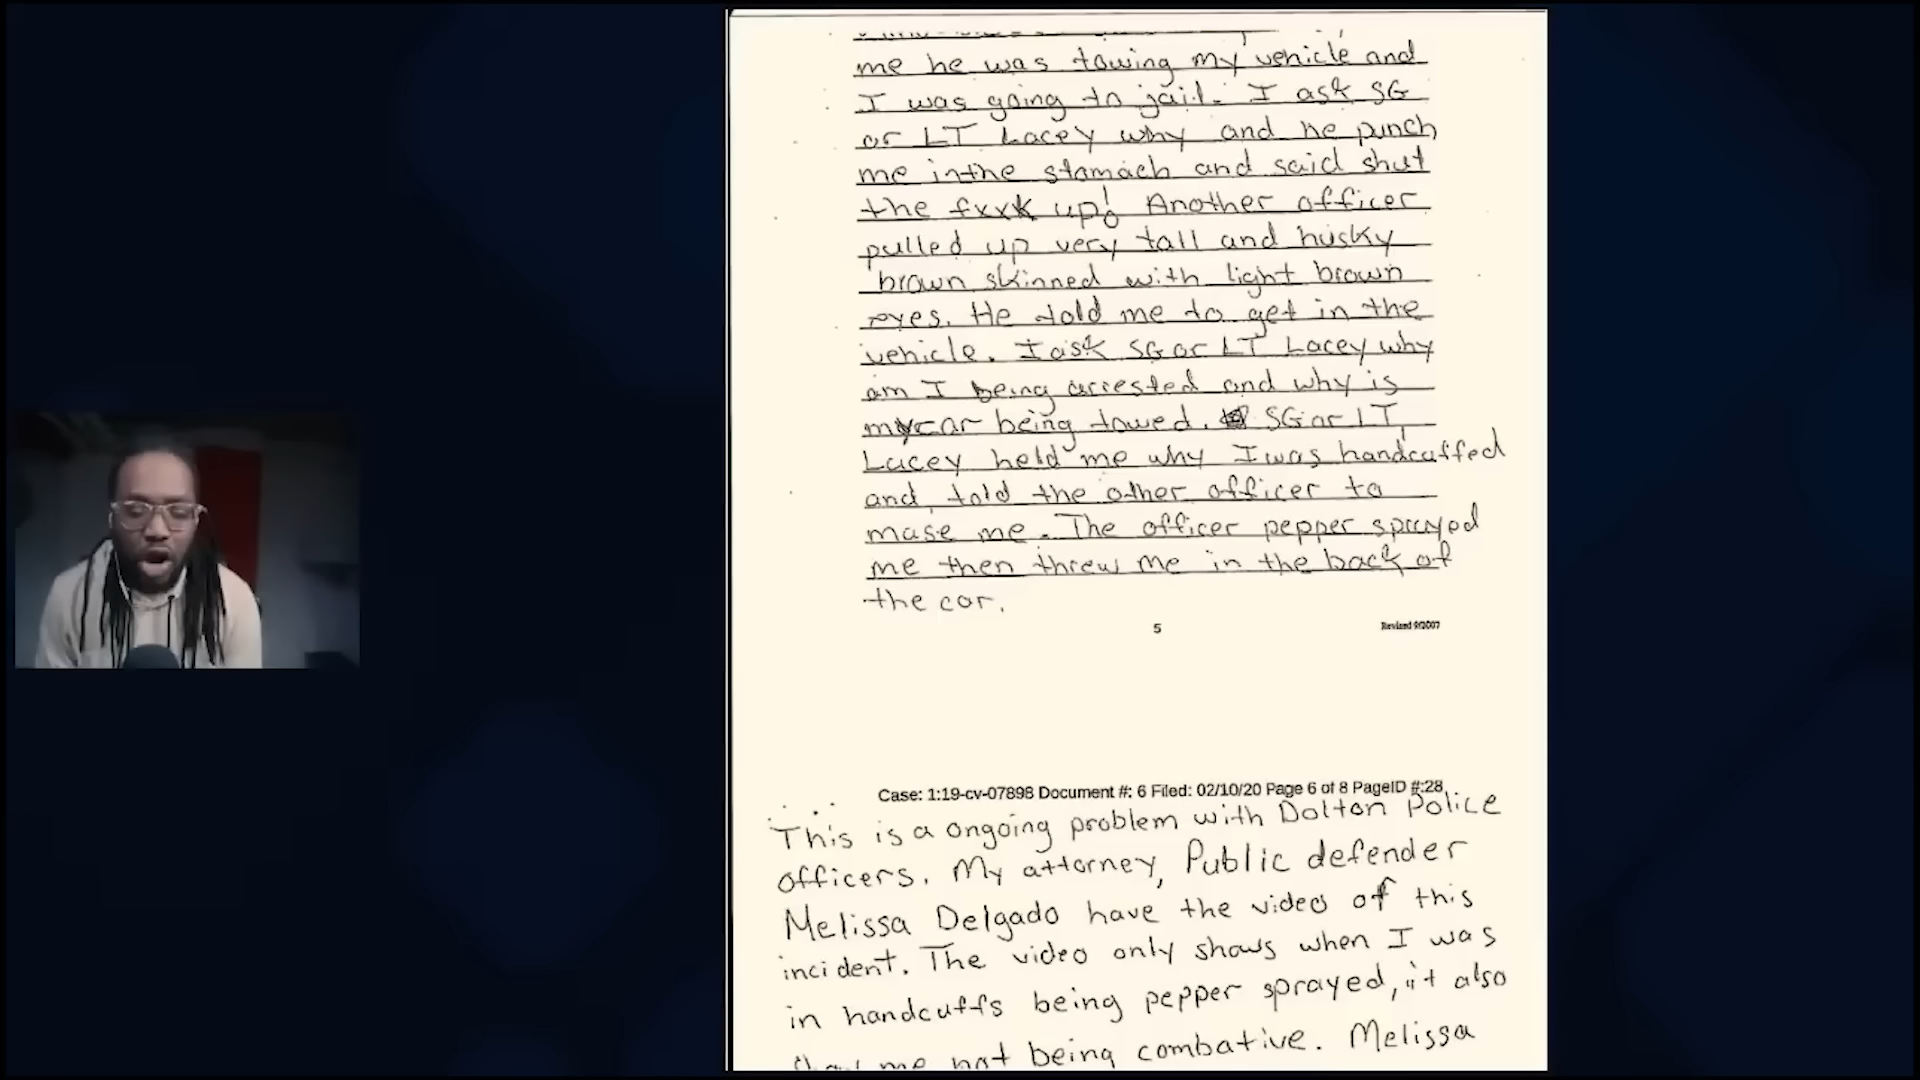 me he was towing my vehicle and
I was going to jail. I ask SG
or LT Lacey why and he punch
me in the stomach and said shut
the fxxk up! Another officer
pulled up very tall and husky
brown skinned with light brown
eyes. He told me to get in the
vehicle. I ask SG or LT Lacey why
am I being arrested and why is
my car being towed. SG or LT
Lacey held me why I was handcuffed
and told the other officer to
mase me. The officer pepper sprayed
me then threw me in the back of
the car.
5
Revised 9/2007
Case: 1:19-cv-07898 Document #: 6 Filed: 02/10/20 Page 6 of 8 PageID #:28
This is a ongoing problem with Dolton Police
officers. My attorney, Public defender
Melissa Delgado have the video of this
incident. The video only shows when I was
in handcuffs being pepper sprayed, it also
me not being combative. Melissa